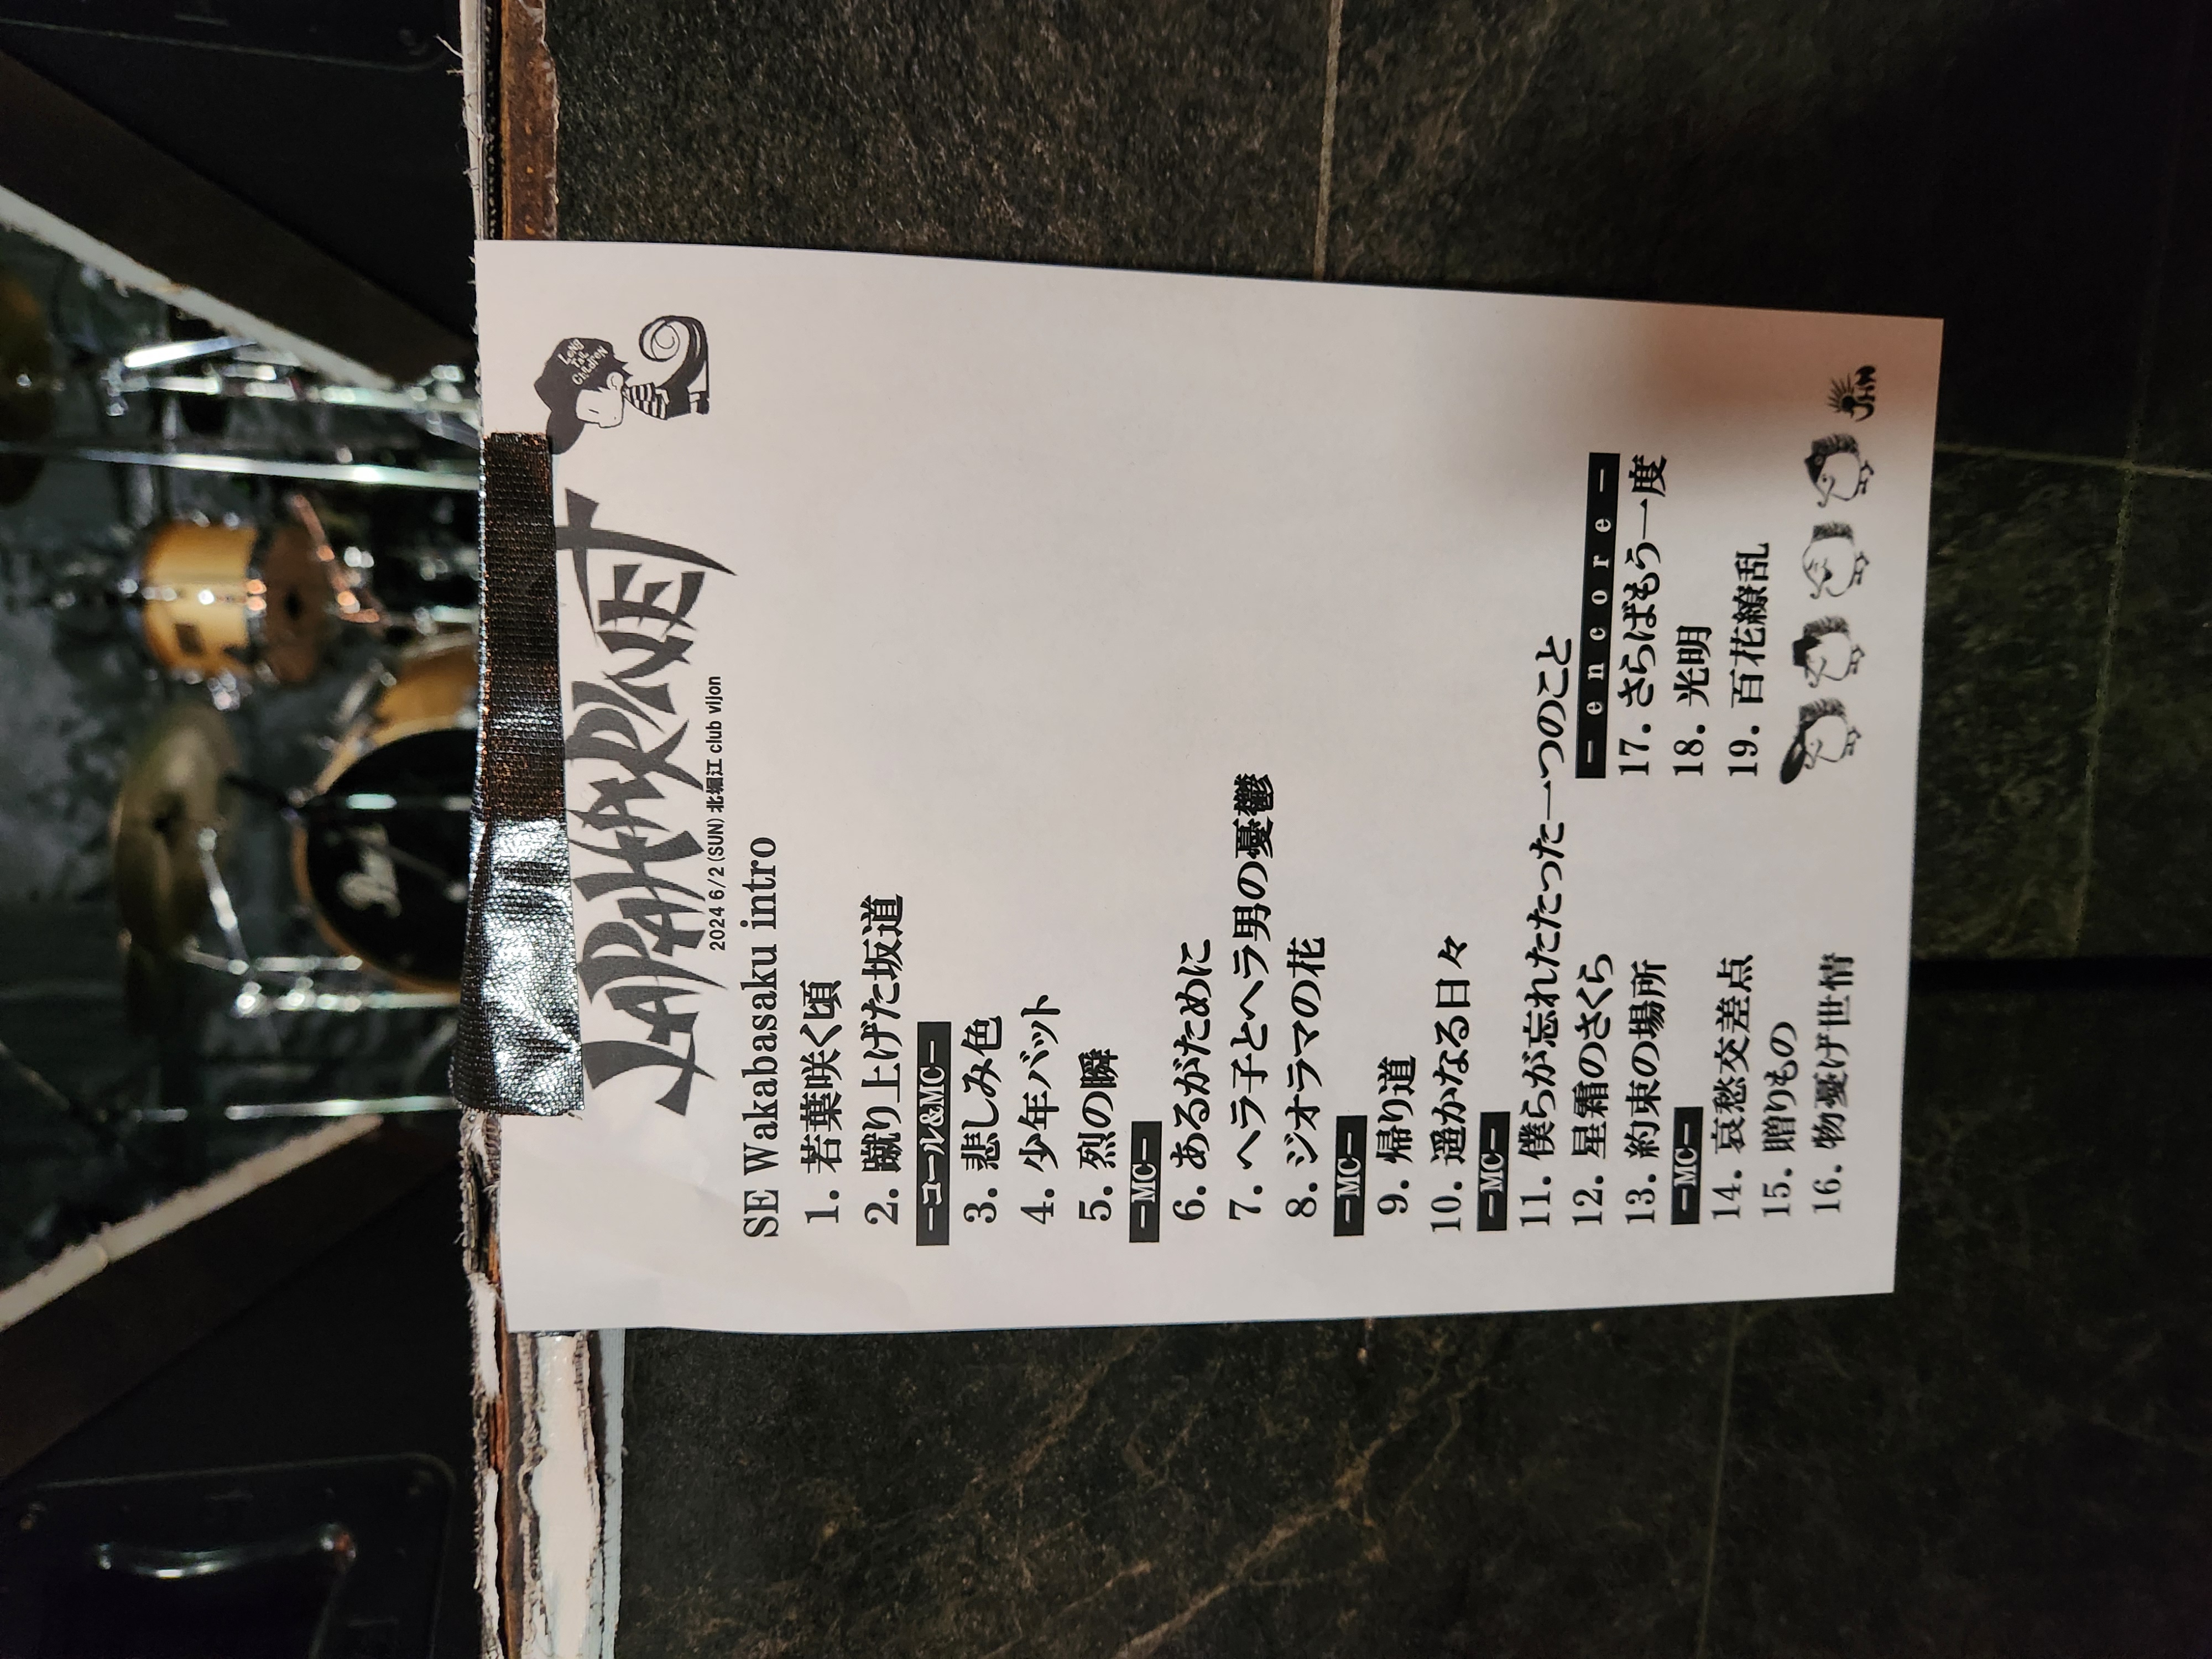 JAPAHARINET
2024 6/2 (SUN) 北堀江 club vijon
LONG
TAIL
CHILDREN
SE Wakabasaku intro
1. 若葉咲く頃
2. 蹴り上げた坂道
ーコール&MCー
3. 悲しみ色
4. 少年バット
5. 烈の瞬
ーMCー
6. あるがために
7. ヘラ子とヘラ男の憂鬱
8. ジオラマの花
ーMCー
9. 帰り道
10. 遥かなる日々
ーMCー
11. 僕らが忘れたたった一つのこと
12. 星霜のさくら
13. 約束の場所
ーMCー
14. 哀愁交差点
15. 贈りもの
16. 物憂げ世情
ー encore ー
17. さらばもう一度
18. 光明
19. 百花繚乱
JHN
Pearl